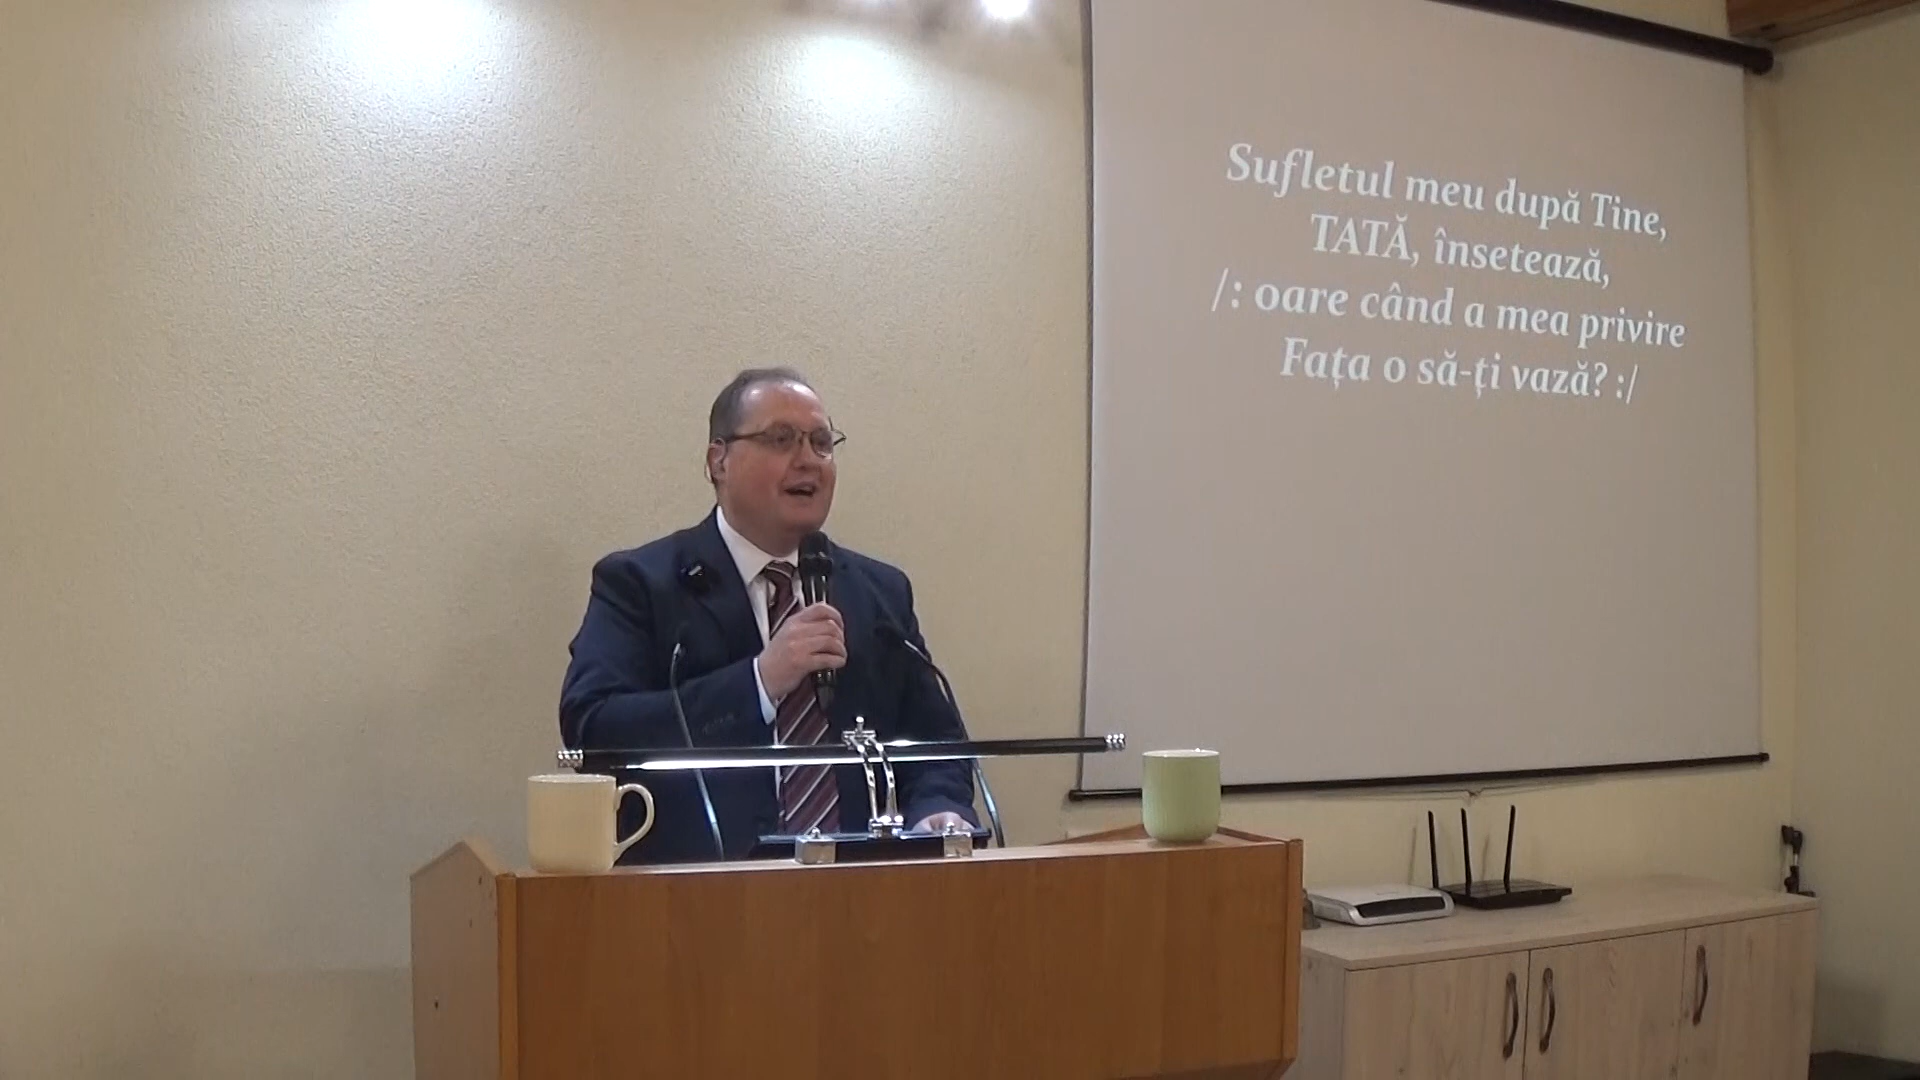 Sufletul meu după Tine,
TATĂ, însetează,
/: oare când a mea privire
Fața o să-ți vază? :/